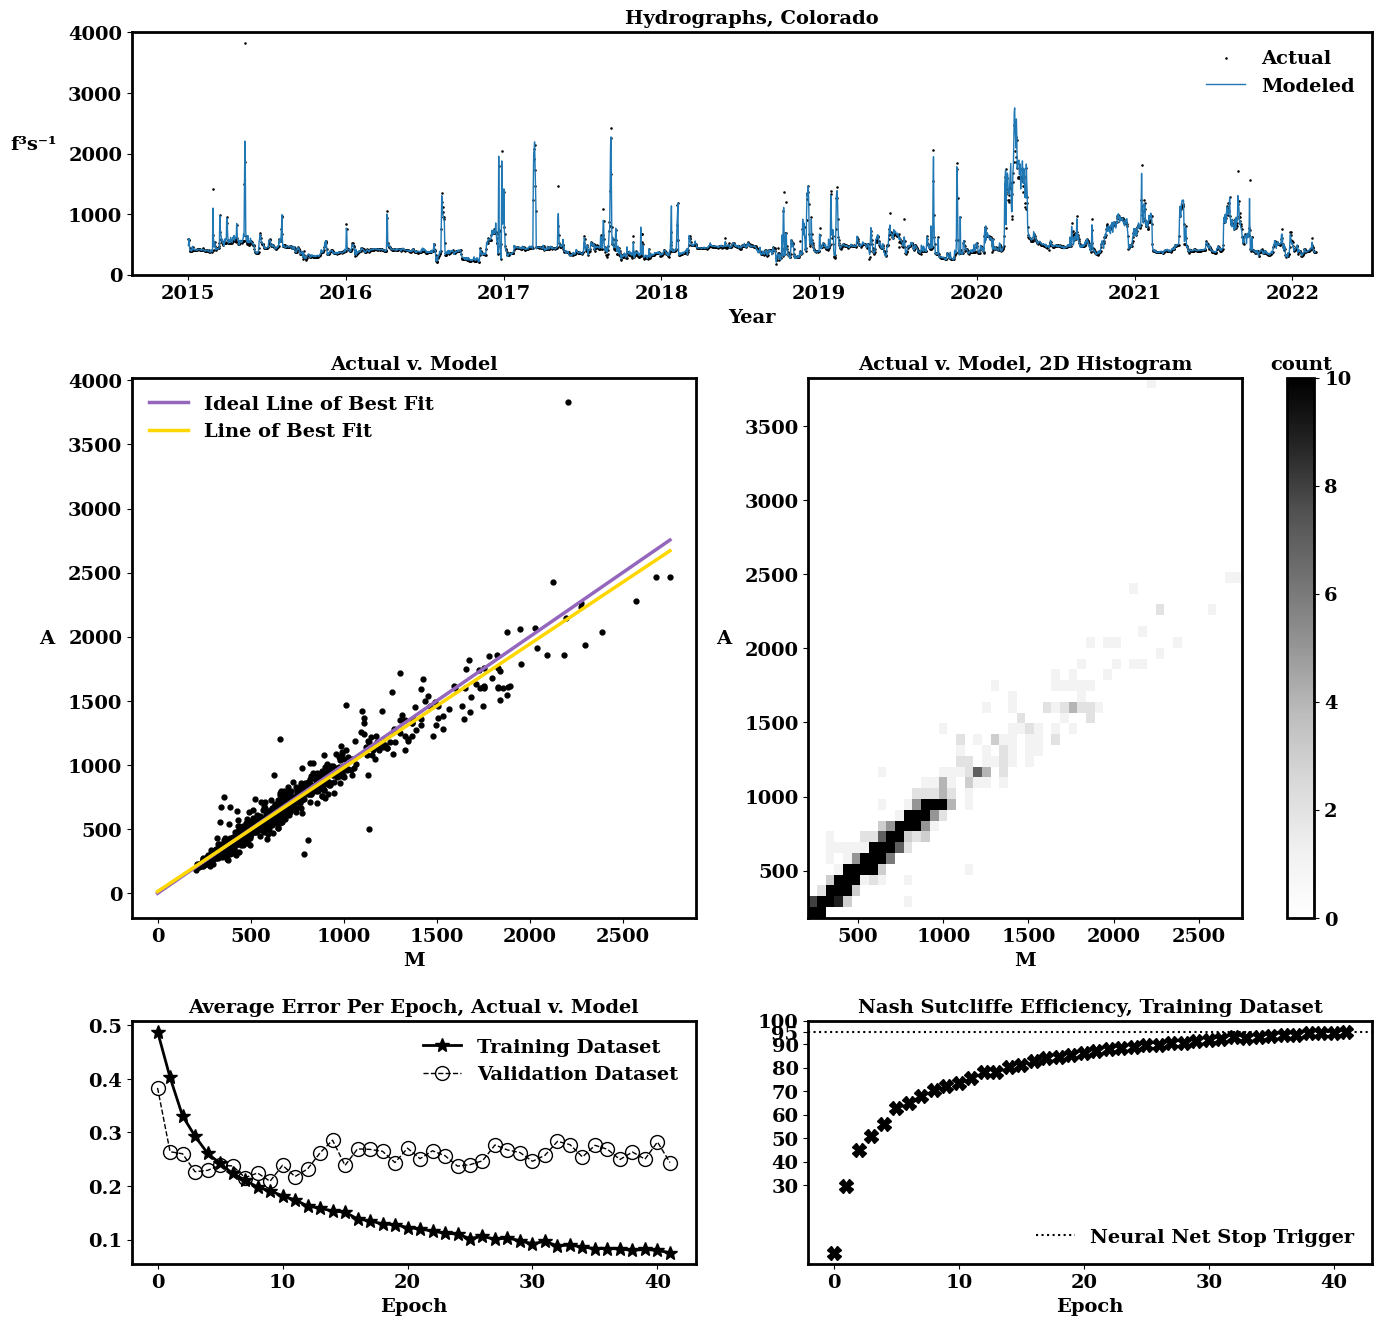 Hydrographs, Colorado
4000
3000
2000
1000
0
f³s⁻¹
Actual
Modeled
2015 2016 2017 2018 2019 2020 2021 2022
Year
Actual v. Model
4000
3500
3000
2500
2000
1500
1000
500
0
A
Ideal Line of Best Fit
Line of Best Fit
0 500 1000 1500 2000 2500
M
Actual v. Model, 2D Histogram
3500
3000
2500
2000
1500
1000
500
A
500 1000 1500 2000 2500
M
count
10
8
6
4
2
0
Average Error Per Epoch, Actual v. Model
0.5
0.4
0.3
0.2
0.1
Training Dataset
Validation Dataset
0 10 20 30 40
Epoch
Nash Sutcliffe Efficiency, Training Dataset
100
95
90
80
70
60
50
40
30
Neural Net Stop Trigger
0 10 20 30 40
Epoch